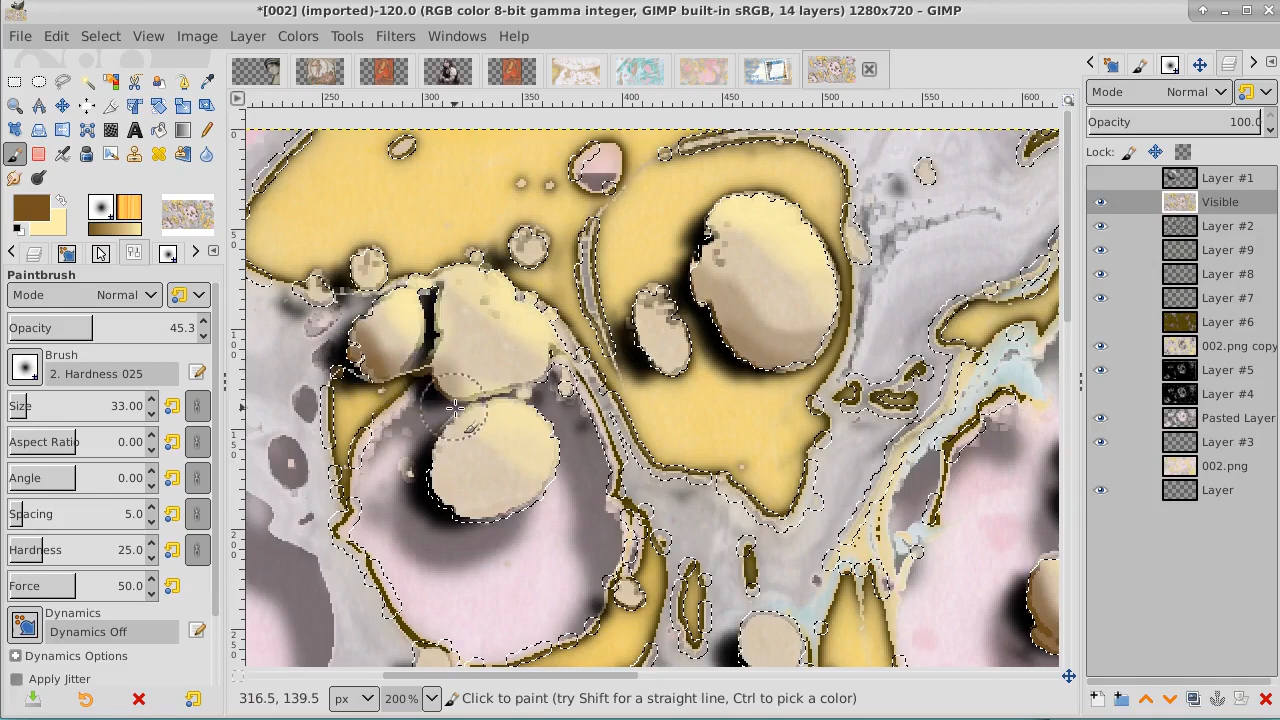 *[002] (imported)-120.0 (RGB color 8-bit gamma integer, GIMP built-in sRGB, 14 layers) 1280x720 – GIMP
File Edit Select View Image Layer Colors Tools Filters Windows Help
250 300 350 400 450 500 550 600
0
50
100
150
200
250
Paintbrush
Mode Normal
Opacity 45.3
Brush
2. Hardness 025
Size 33.00
Aspect Ratio 0.00
Angle 0.00
Spacing 5.0
Hardness 25.0
Force 50.0
Dynamics
Dynamics Off
Dynamics Options
Apply Jitter
316.5, 139.5 px 200% Click to paint (try Shift for a straight line, Ctrl to pick a color)
Mode Normal
Opacity 100.0
Lock:
Layer #1
Visible
Layer #2
Layer #9
Layer #8
Layer #7
Layer #6
002.png copy
Layer #5
Layer #4
Pasted Layer
Layer #3
002.png
Layer